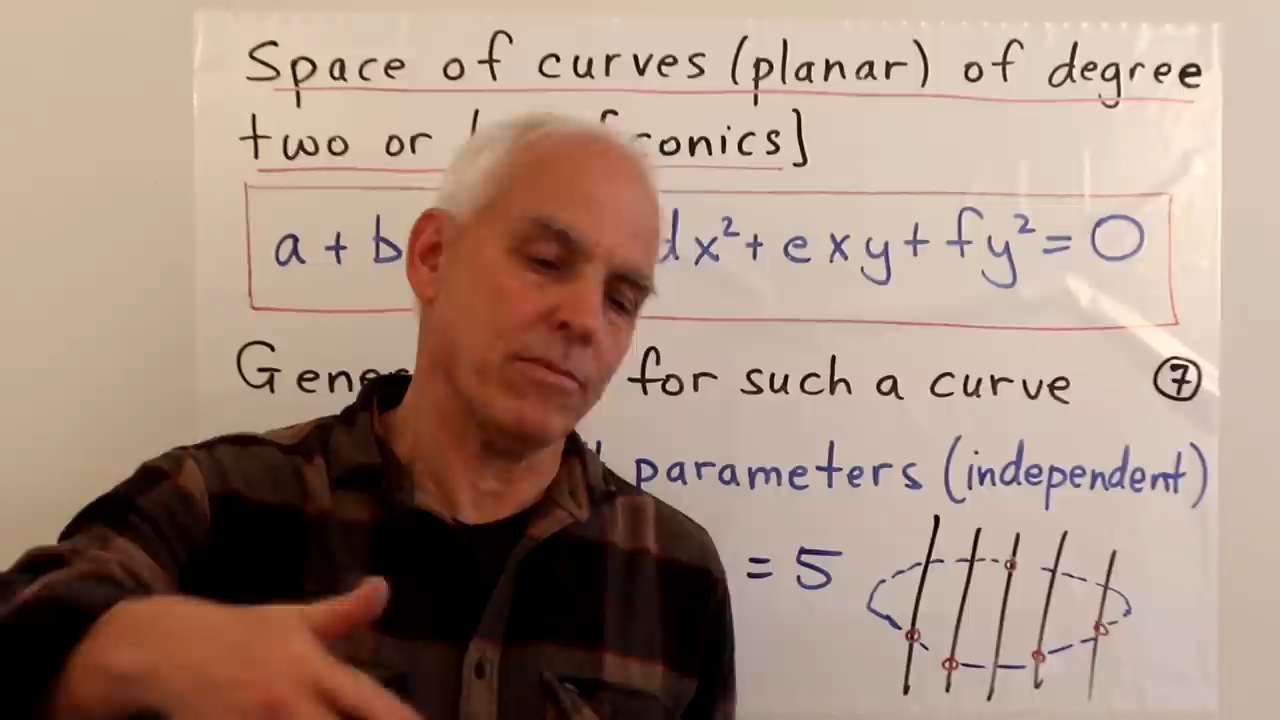 Space of curves (planar) of degree
two or onics]
a + b dx² + exy + fy² = 0
Gene for such a curve ⑦
parameters (independent)
= 5